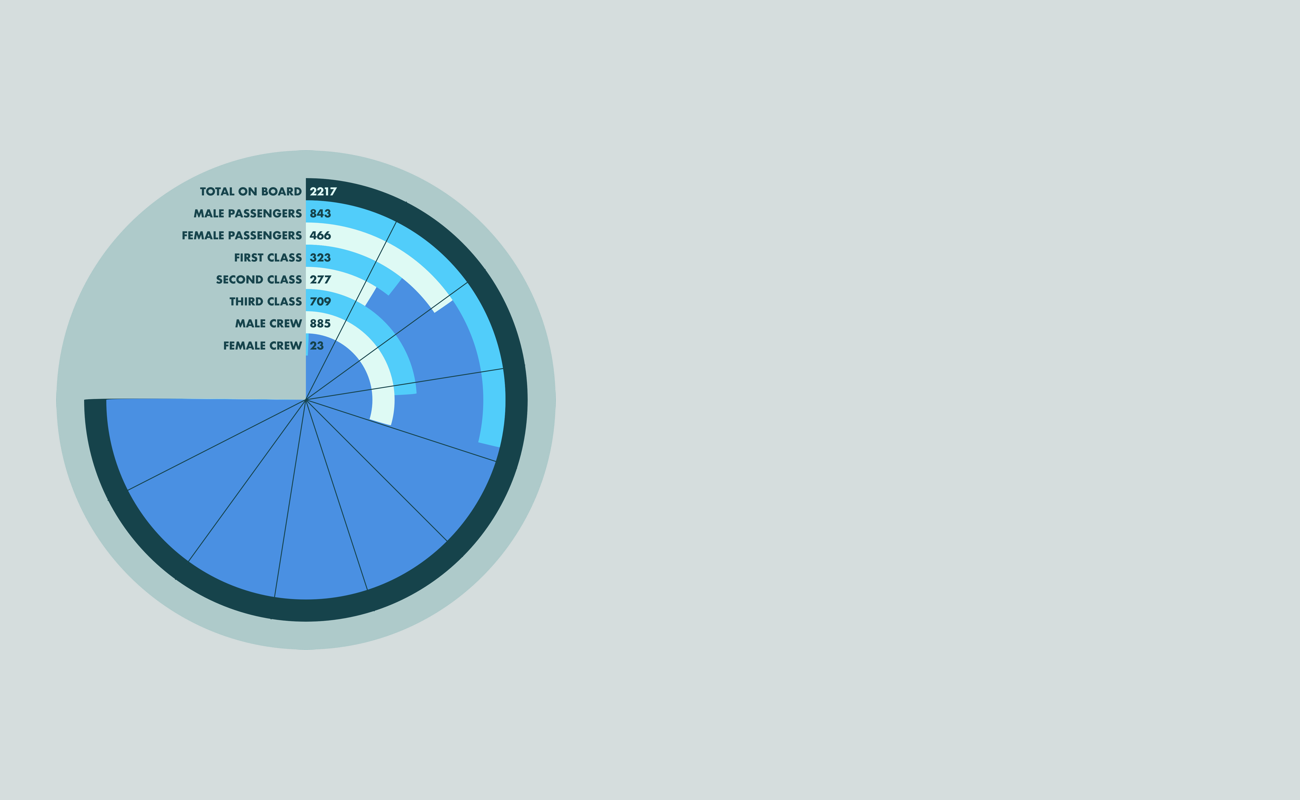 TOTAL ON BOARD 2217
MALE PASSENGERS 843
FEMALE PASSENGERS 466
FIRST CLASS 323
SECOND CLASS 277
THIRD CLASS 709
MALE CREW 885
FEMALE CREW 23